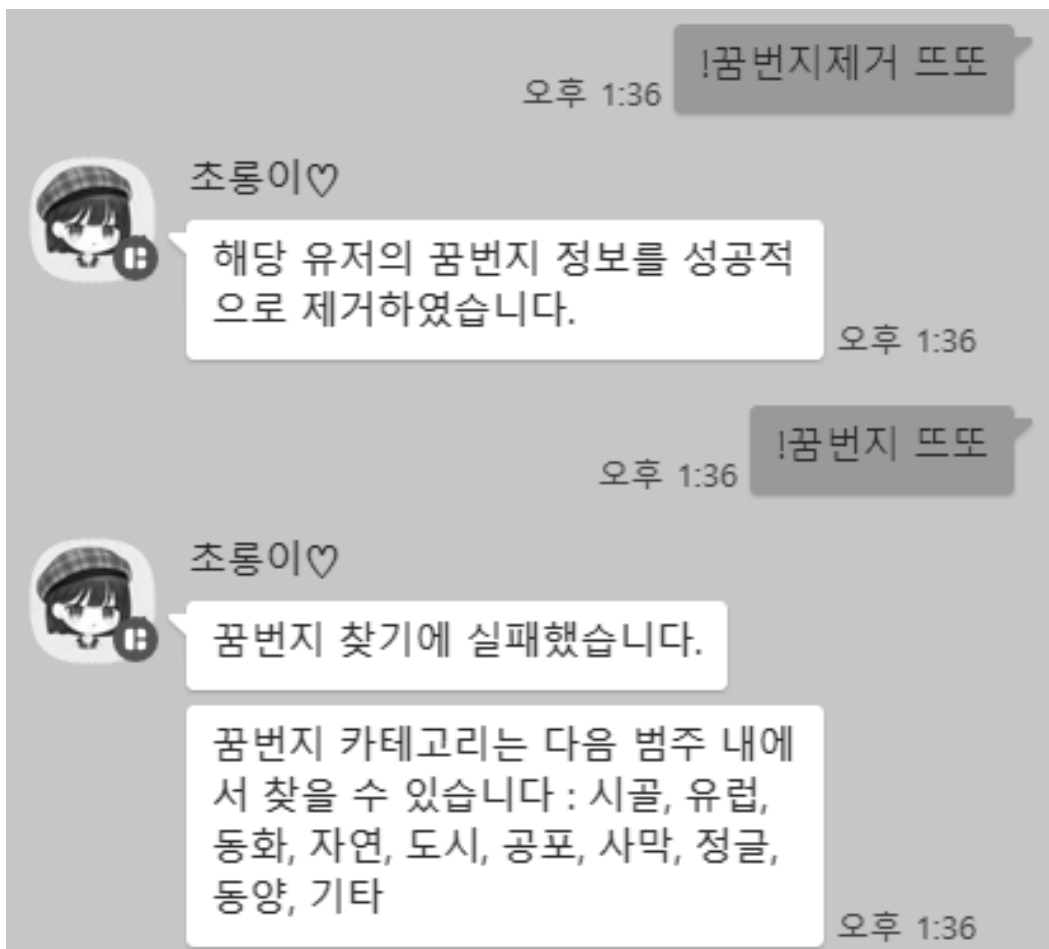 !꿈번지제거 뜨또
오후 1:36
초롱이♡
해당 유저의 꿈번지 정보를 성공적
으로 제거하였습니다.
오후 1:36
!꿈번지 뜨또
오후 1:36
초롱이♡
꿈번지 찾기에 실패했습니다.
꿈번지 카테고리는 다음 범주 내에
서 찾을 수 있습니다 : 시골, 유럽,
동화, 자연, 도시, 공포, 사막, 정글,
동양, 기타
오후 1:36